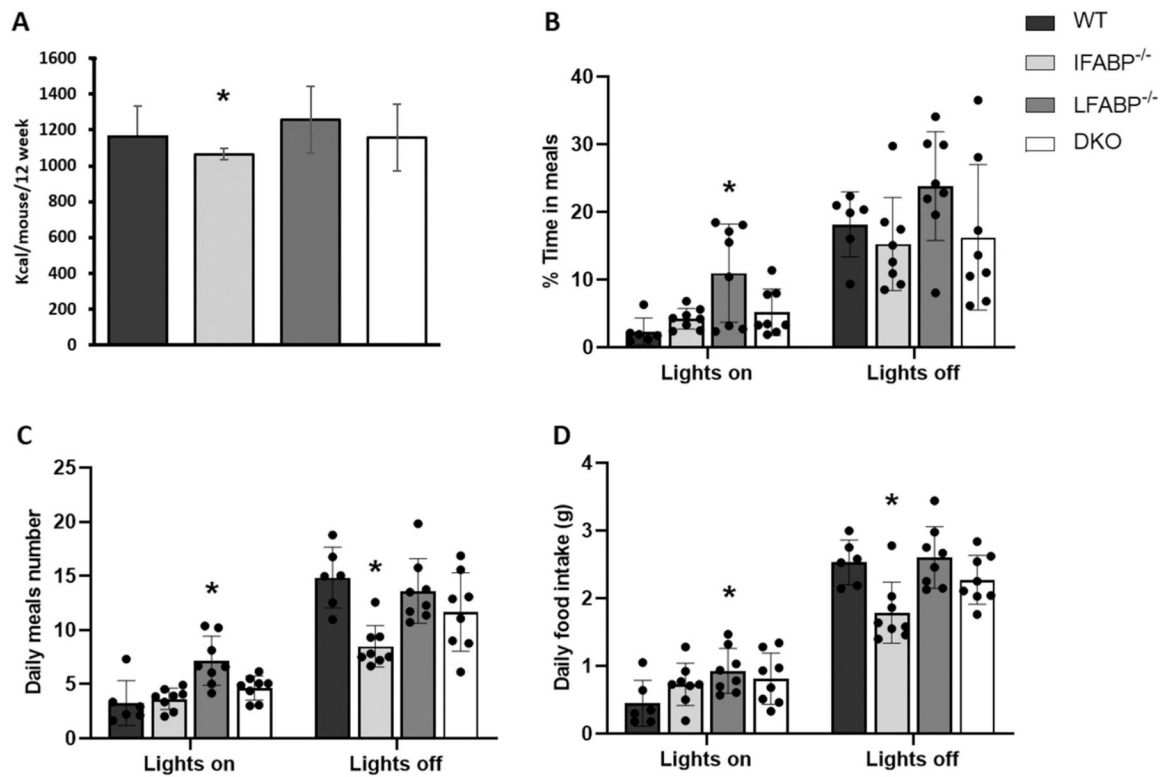 A
Kcal/mouse/12 week
1600
1400
1200
1000
800
600
400
200
0
*
B
% Time in meals
40
30
20
10
0
*
Lights on
Lights off
WT
IFABP-/-
LFABP-/-
DKO
C
Daily meals number
25
20
15
10
5
0
*
*
Lights on
Lights off
D
Daily food intake (g)
4
3
2
1
0
*
*
Lights on
Lights off